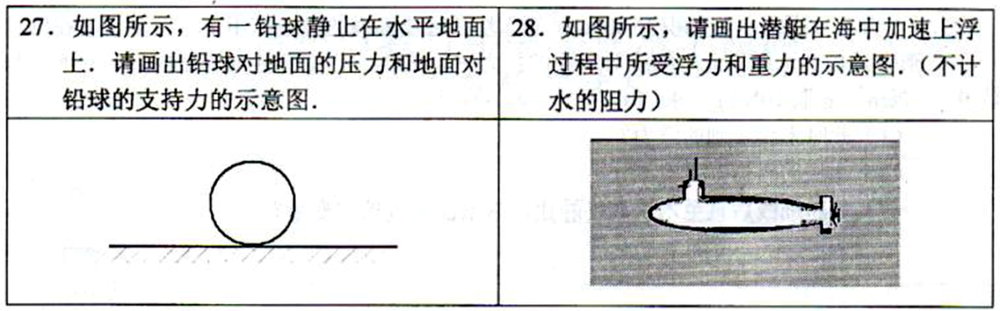 27．如图所示，有一铅球静止在水平地面
上．请画出铅球对地面的压力和地面对
铅球的支持力的示意图．
28．如图所示，请画出潜艇在海中加速上浮
过程中所受浮力和重力的示意图．（不计
水的阻力）